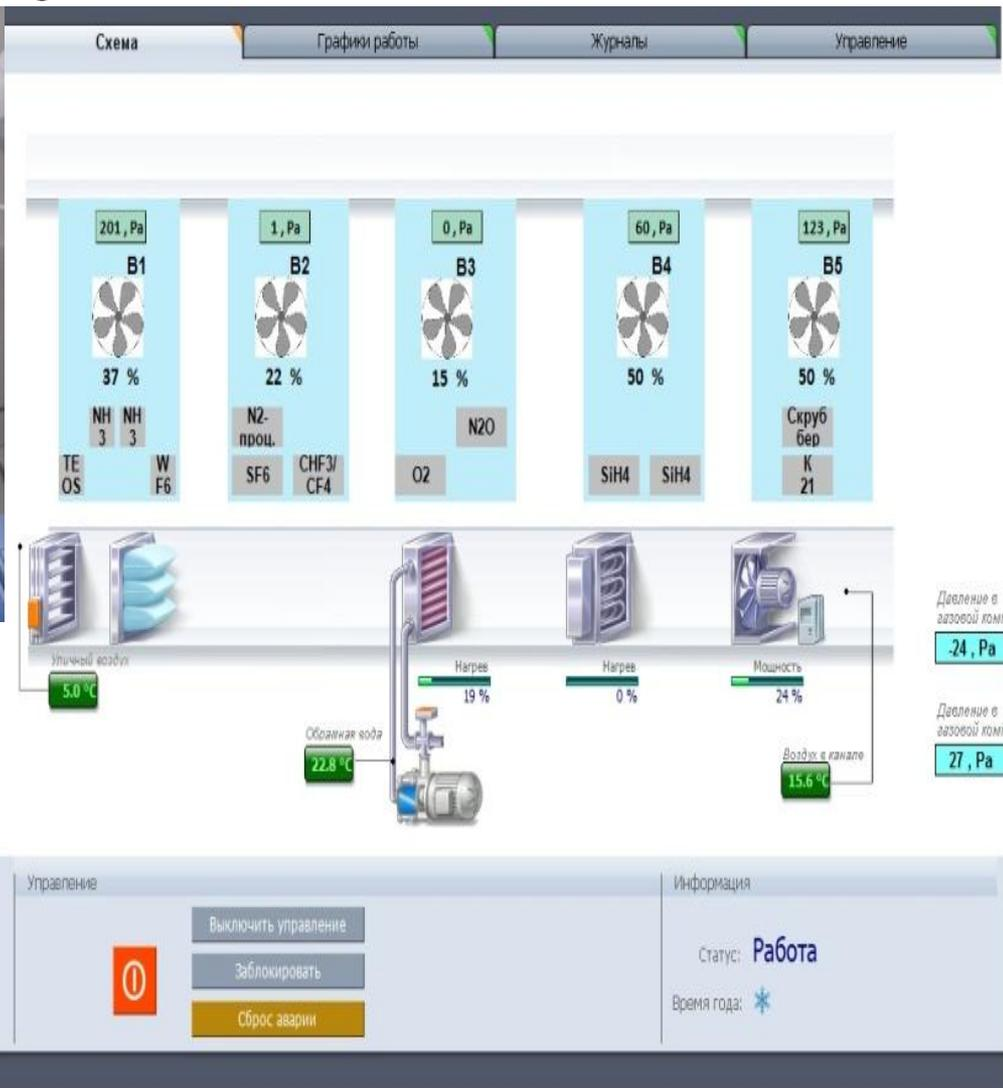 Схема
Графики работы
Журналы
Управление
201 , Pa
1 , Pa
0 , Pa
60 , Pa
123 , Pa
B1
B2
B3
B4
B5
37 %
22 %
15 %
50 %
50 %
NH
3
NH
3
TE
OS
W
F6
N2-
проц.
SF6
CHF3/
CF4
N2O
O2
SiH4
SiH4
Скруб
бер
К
21
Уличный воздух
5.0 °C
Нагрев
19 %
Нагрев
0 %
Мощность
24 %
Обратная вода
22.8 °C
Воздух в канале
15.6 °C
Давление в
газовой ком
-24 , Pa
Давление в
газовой ком
27 , Pa
Управление
Выключить управление
Заблокировать
Сброс аварии
Информация
Статус: Работа
Время года: